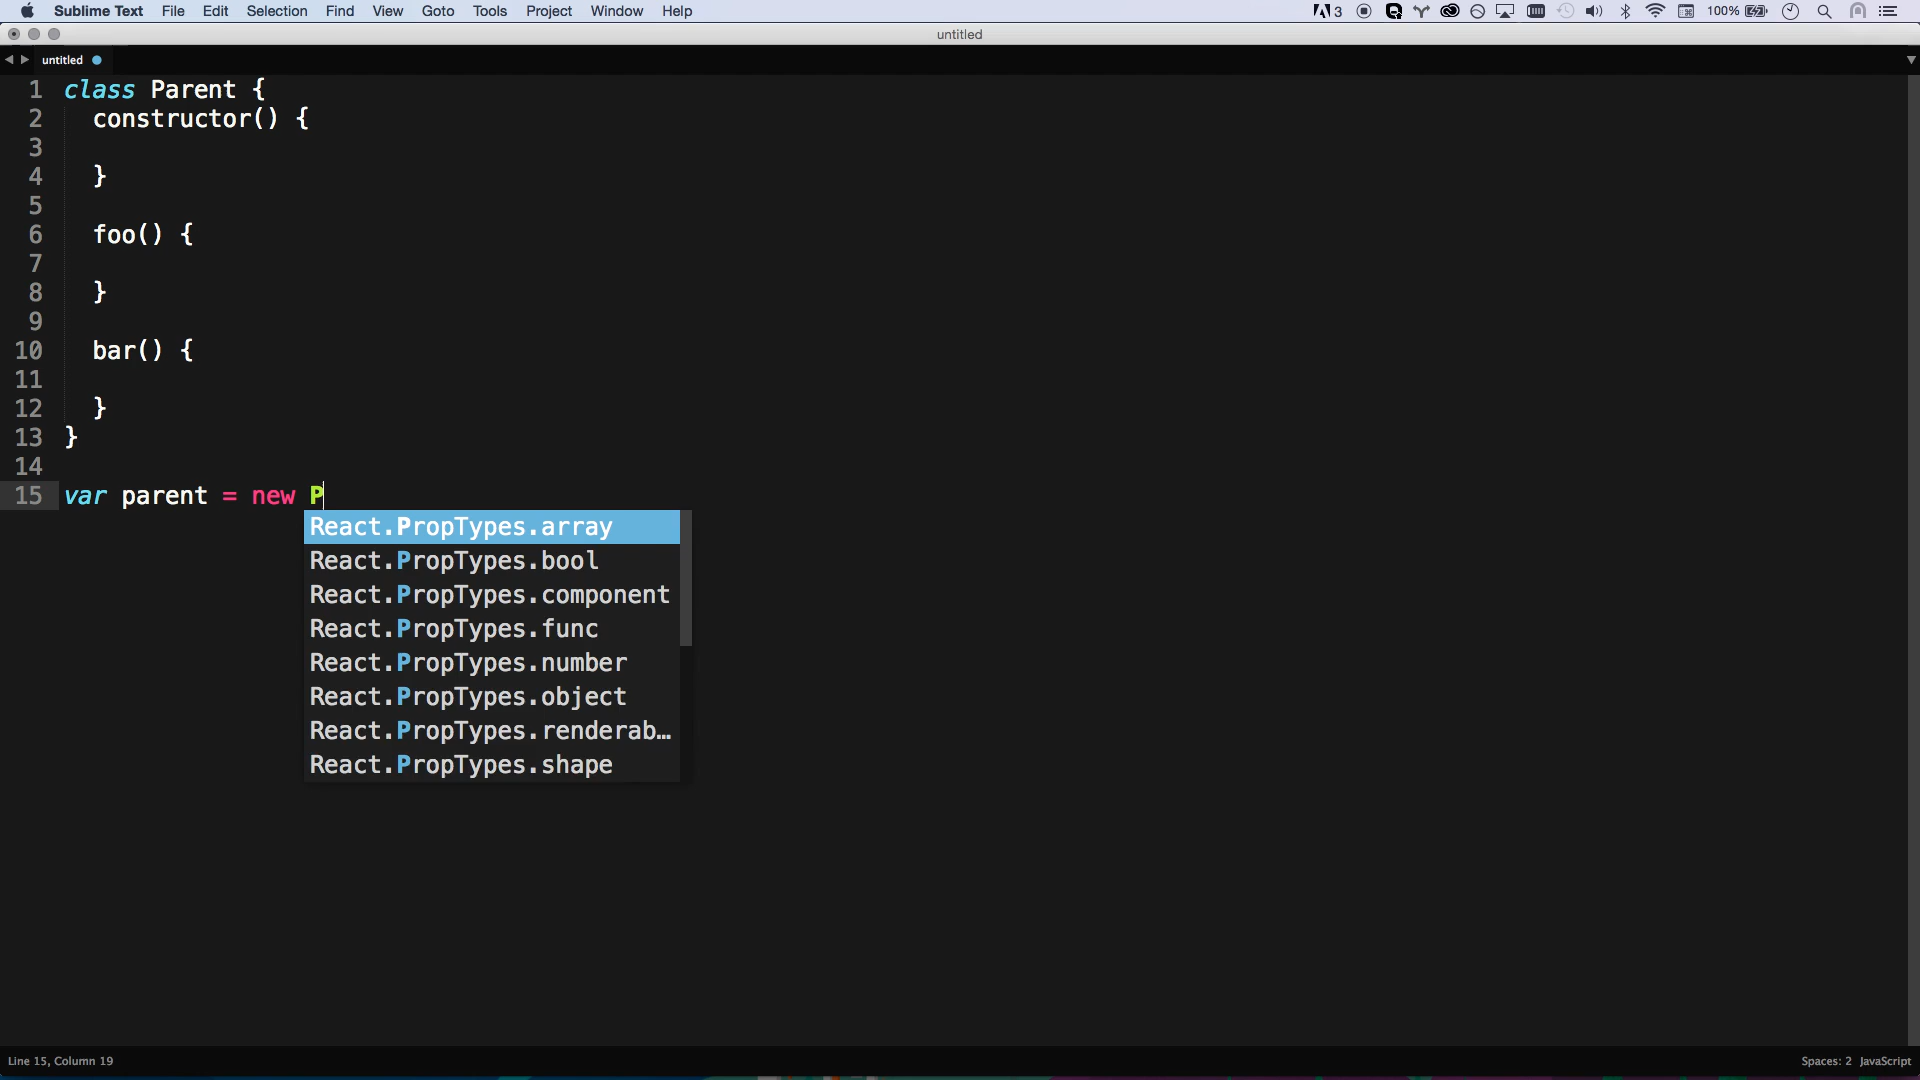 Sublime Text File Edit Selection Find View Goto Tools Project Window Help 3 100%
untitled
untitled
1 class Parent {
2   constructor() {
3
4   }
5
6   foo() {
7
8   }
9
10   bar() {
11
12   }
13 }
14
15 var parent = new P
React.PropTypes.array
React.PropTypes.bool
React.PropTypes.component
React.PropTypes.func
React.PropTypes.number
React.PropTypes.object
React.PropTypes.renderab…
React.PropTypes.shape
Line 15, Column 19 Spaces: 2 JavaScript